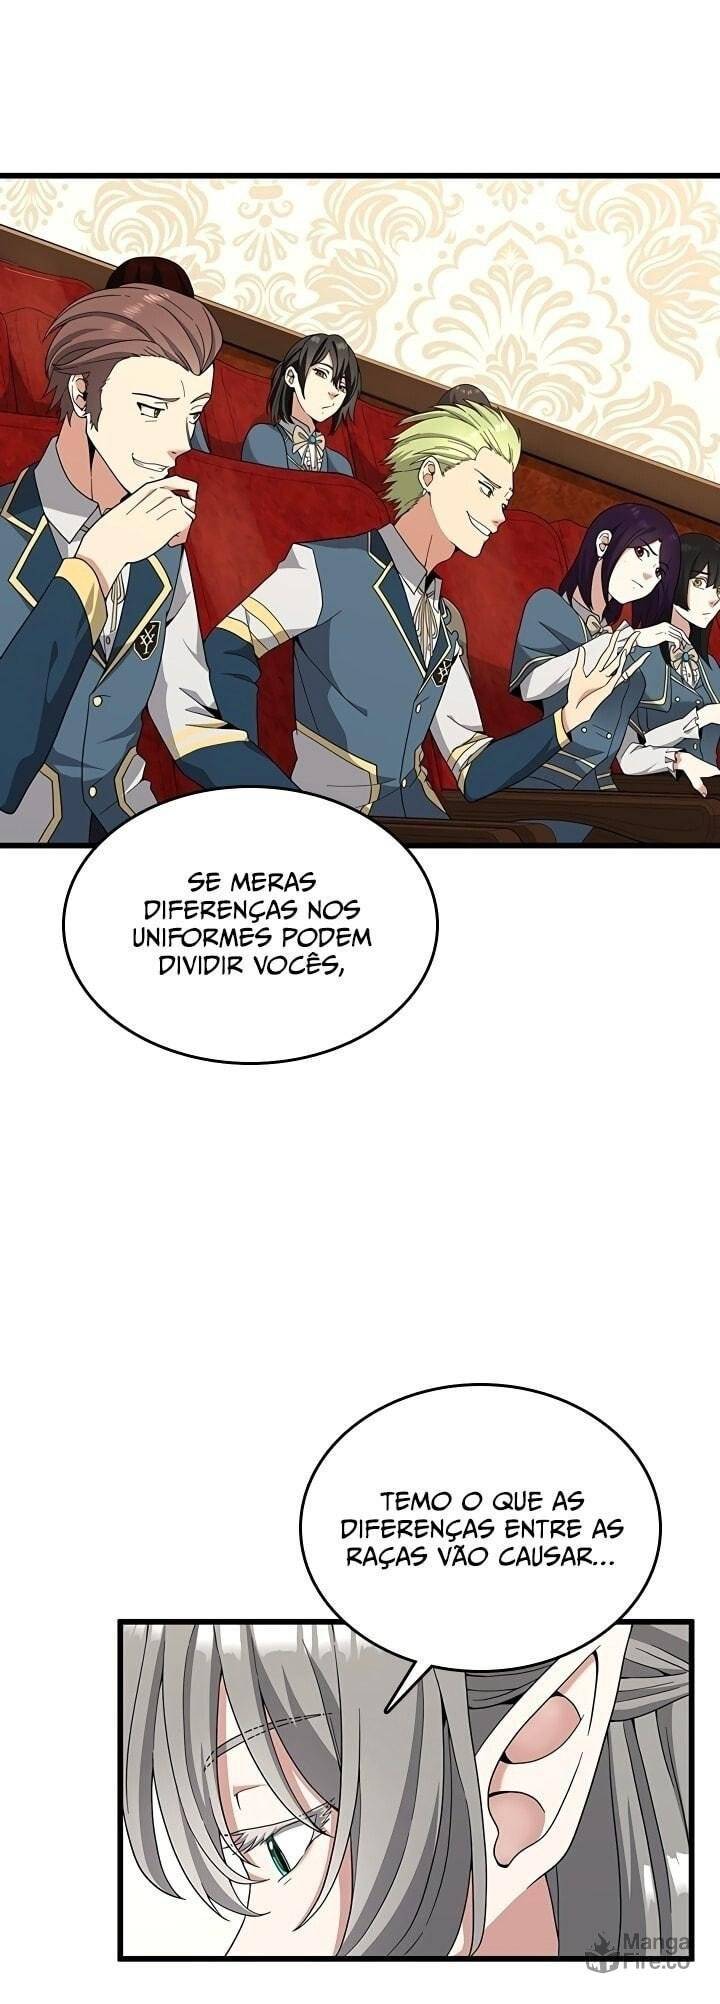 SE MERAS
DIFERENÇAS NOS
UNIFORMES PODEM
DIVIDIR VOCÊS,
TEMO O QUE AS
DIFERENÇAS ENTRE AS
RAÇAS VÃO CAUSAR...
Manga
Fire.co